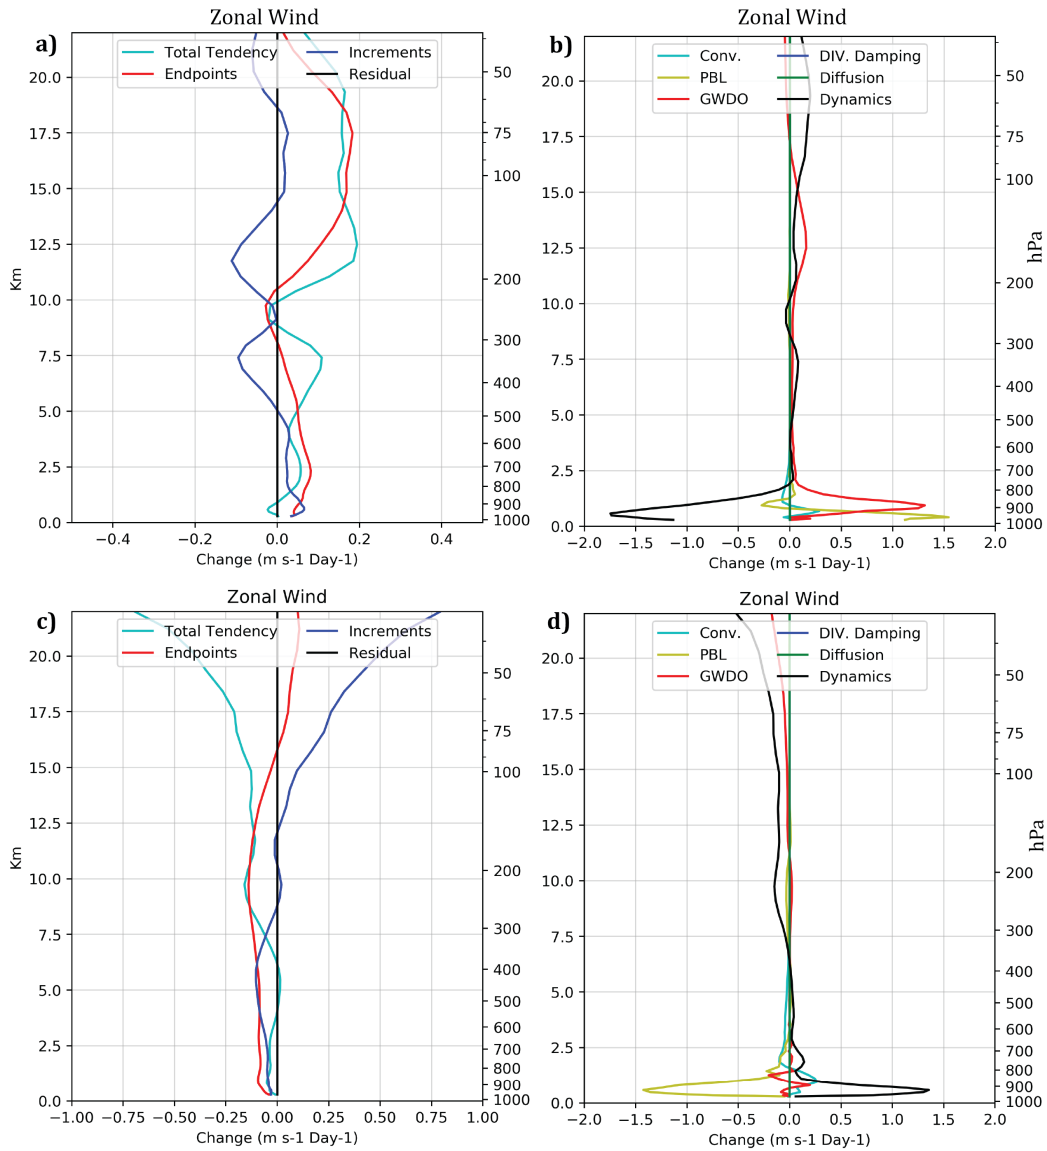 Zonal Wind
a)
Total Tendency
Endpoints
Increments
Residual
20.0
17.5
15.0
12.5
10.0
7.5
5.0
2.5
0.0
Km
50
75
100
200
300
400
500
600
700
800
900
1000
−0.4 −0.2 0.0 0.2 0.4
Change (m s-1 Day-1)
Zonal Wind
b)
Conv.
PBL
GWDO
DIV. Damping
Diffusion
Dynamics
20.0
17.5
15.0
12.5
10.0
7.5
5.0
2.5
0.0
50
75
100
200
300
400
500
600
700
800
900
1000
hPa
−2.0 −1.5 −1.0 −0.5 0.0 0.5 1.0 1.5 2.0
Change (m s-1 Day-1)
Zonal Wind
c)
Total Tendency
Endpoints
Increments
Residual
20.0
17.5
15.0
12.5
10.0
7.5
5.0
2.5
0.0
Km
50
75
100
200
300
400
500
600
700
800
900
1000
−1.00 −0.75 −0.50 −0.25 0.00 0.25 0.50 0.75 1.00
Change (m s-1 Day-1)
Zonal Wind
d)
Conv.
PBL
GWDO
DIV. Damping
Diffusion
Dynamics
20.0
17.5
15.0
12.5
10.0
7.5
5.0
2.5
0.0
50
75
100
200
300
400
500
600
700
800
900
1000
hPa
−2.0 −1.5 −1.0 −0.5 0.0 0.5 1.0 1.5 2.0
Change (m s-1 Day-1)